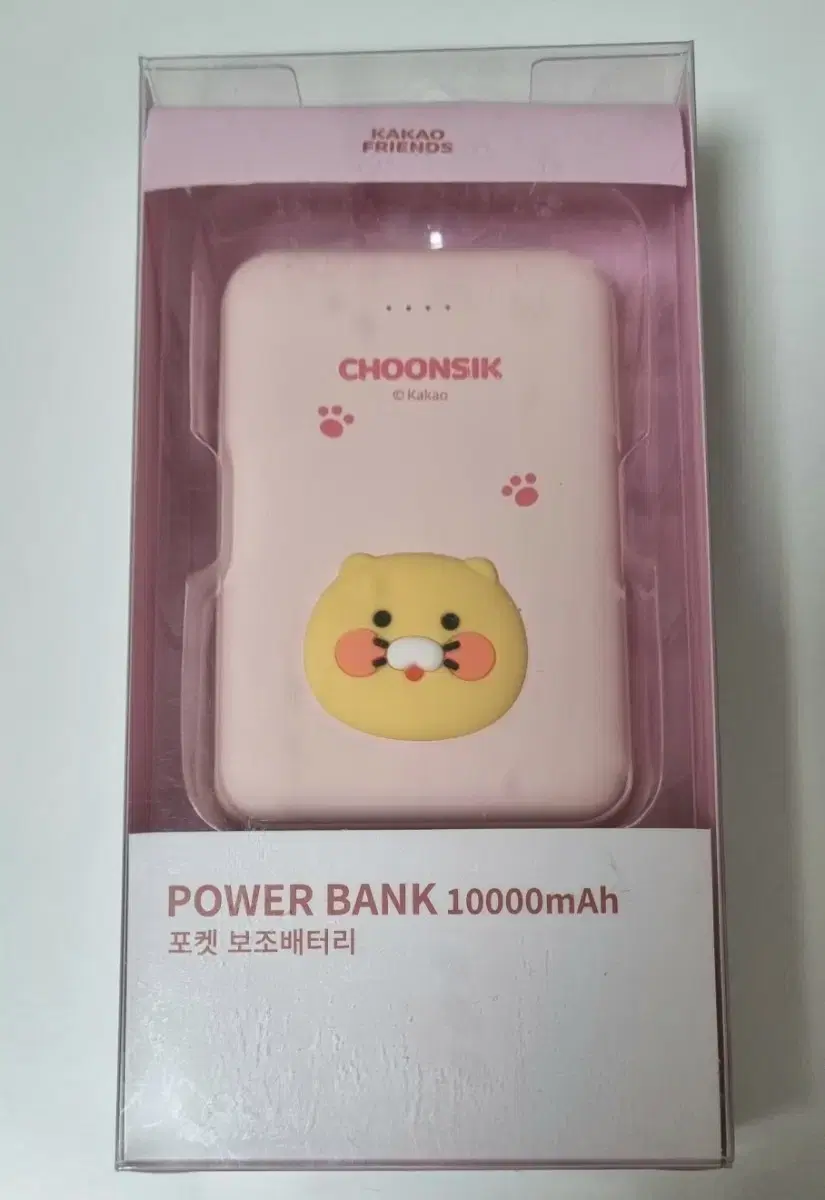 KAKAO
FRIENDS
CHOONSIK
© Kakao
POWER BANK 10000mAh
포켓 보조배터리